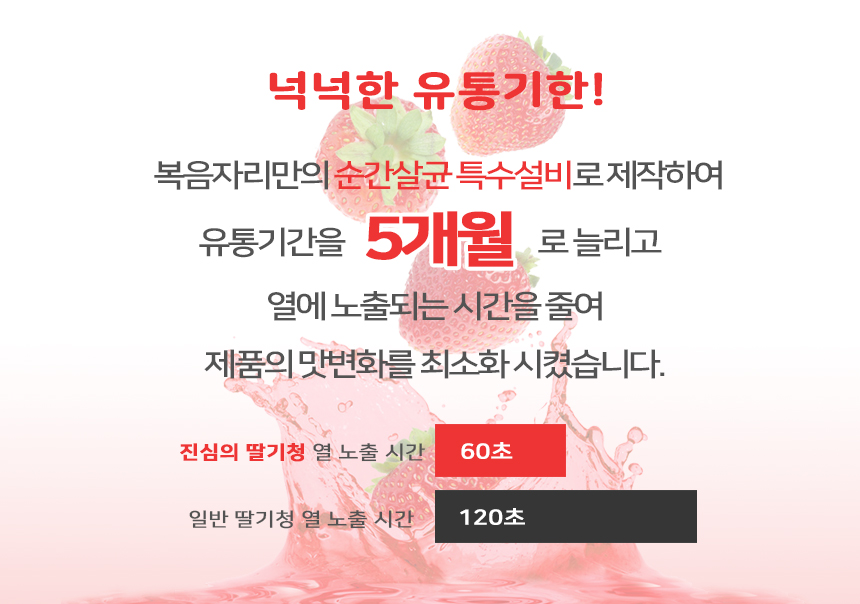 넉넉한 유통기한!
복음자리만의 순간살균 특수설비로 제작하여
유통기간을 5개월 로 늘리고
열에 노출되는 시간을 줄여
제품의 맛변화를 최소화 시켰습니다.
진심의 딸기청 열 노출 시간 60초
일반 딸기청 열 노출 시간 120초